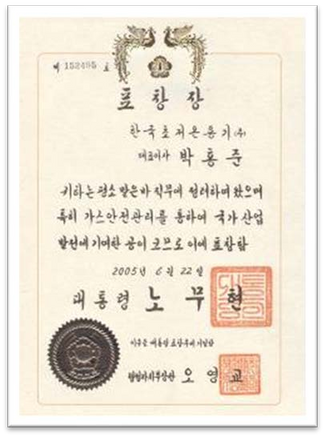 제 152495 호
표창장
한국초저온용기(주)
대표이사 박홍준
귀하는 평소 맡은바 직무에 정려하여 왔으며
특히 가스안전관리를 통하여 국가 산업
발전에 기여한 공이 크므로 이에 표창함
2005년 6월 22일
대통령 노무현
이 증을 대통령 표창부에 기입함
행정자치부장관 오영교